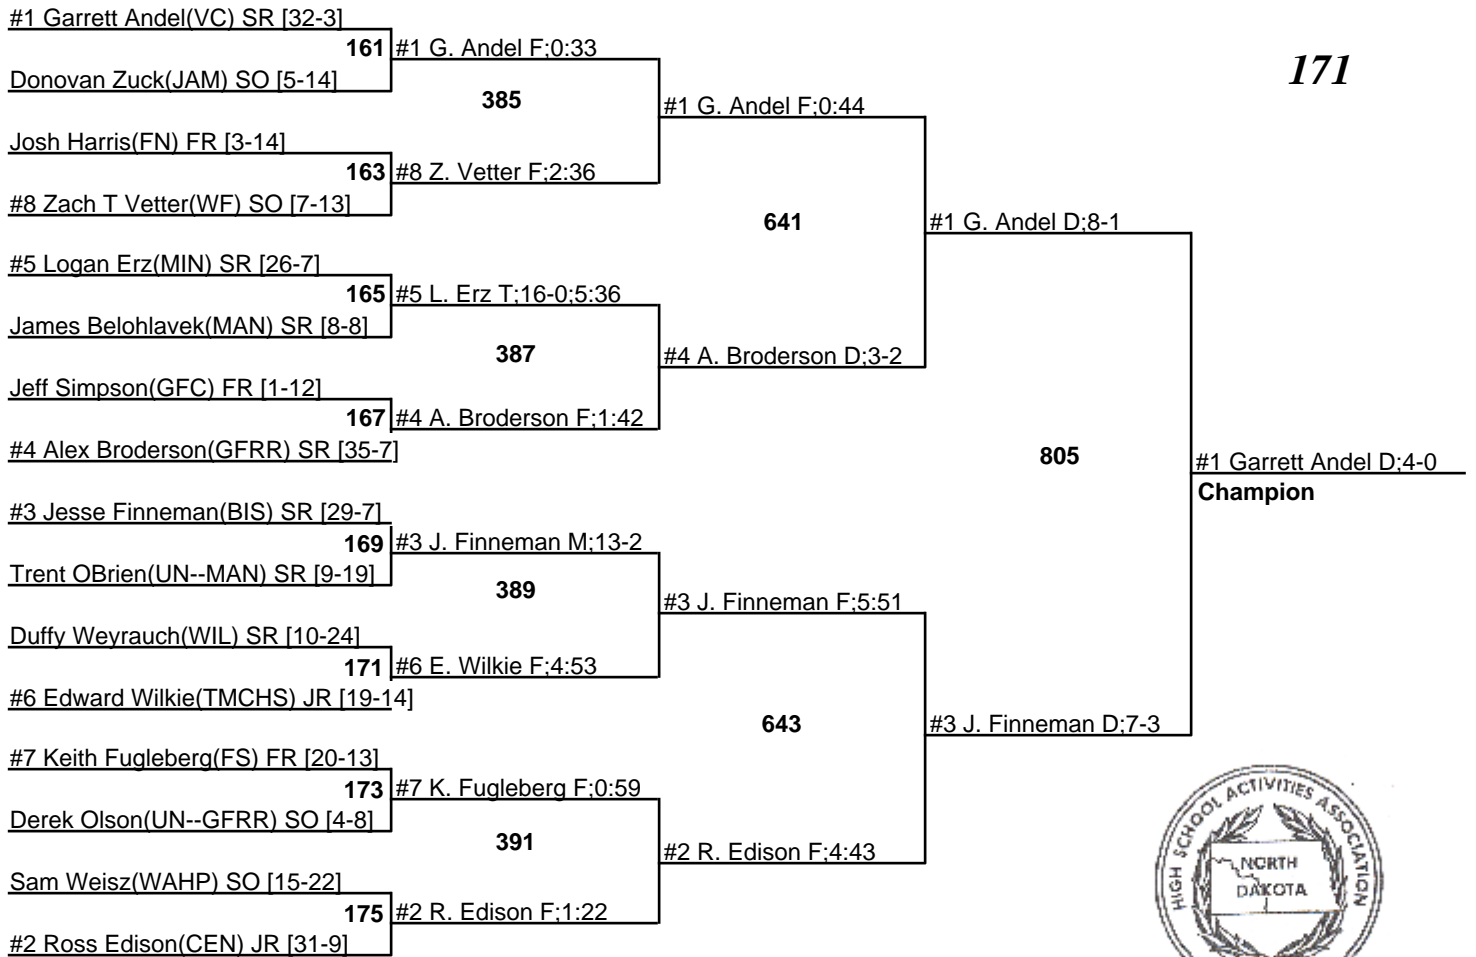 #1 Garrett Andel(VC) SR [32-3]
161 #1 G. Andel F;0:33
171
Donovan Zuck(JAM) SO [5-14]
385
#1 G. Andel F;0:44
Josh Harris(FN) FR [3-14]
163 #8 Z. Vetter F;2:36
#8 Zach T Vetter(WF) SO [7-13]
641
#1 G. Andel D;8-1
#5 Logan Erz(MIN) SR [26-7]
165 #5 L. Erz T;16-0;5:36
James Belohlavek(MAN) SR [8-8]
387
#4 A. Broderson D;3-2
Jeff Simpson(GFC) FR [1-12]
167 #4 A. Broderson F;1:42
#4 Alex Broderson(GFRR) SR [35-7]
805
#1 Garrett Andel D;4-0
Champion
#3 Jesse Finneman(BIS) SR [29-7]
169 #3 J. Finneman M;13-2
Trent OBrien(UN--MAN) SR [9-19]
389
#3 J. Finneman F;5:51
Duffy Weyrauch(WIL) SR [10-24]
171 #6 E. Wilkie F;4:53
#6 Edward Wilkie(TMCHS) JR [19-14]
643
#3 J. Finneman D;7-3
#7 Keith Fugleberg(FS) FR [20-13]
173 #7 K. Fugleberg F;0:59
Derek Olson(UN--GFRR) SO [4-8]
391
#2 R. Edison F;4:43
Sam Weisz(WAHP) SO [15-22]
175 #2 R. Edison F;1:22
#2 Ross Edison(CEN) JR [31-9]
HIGH SCHOOL ACTIVITIES ASSOCIATION
NORTH
DAKOTA